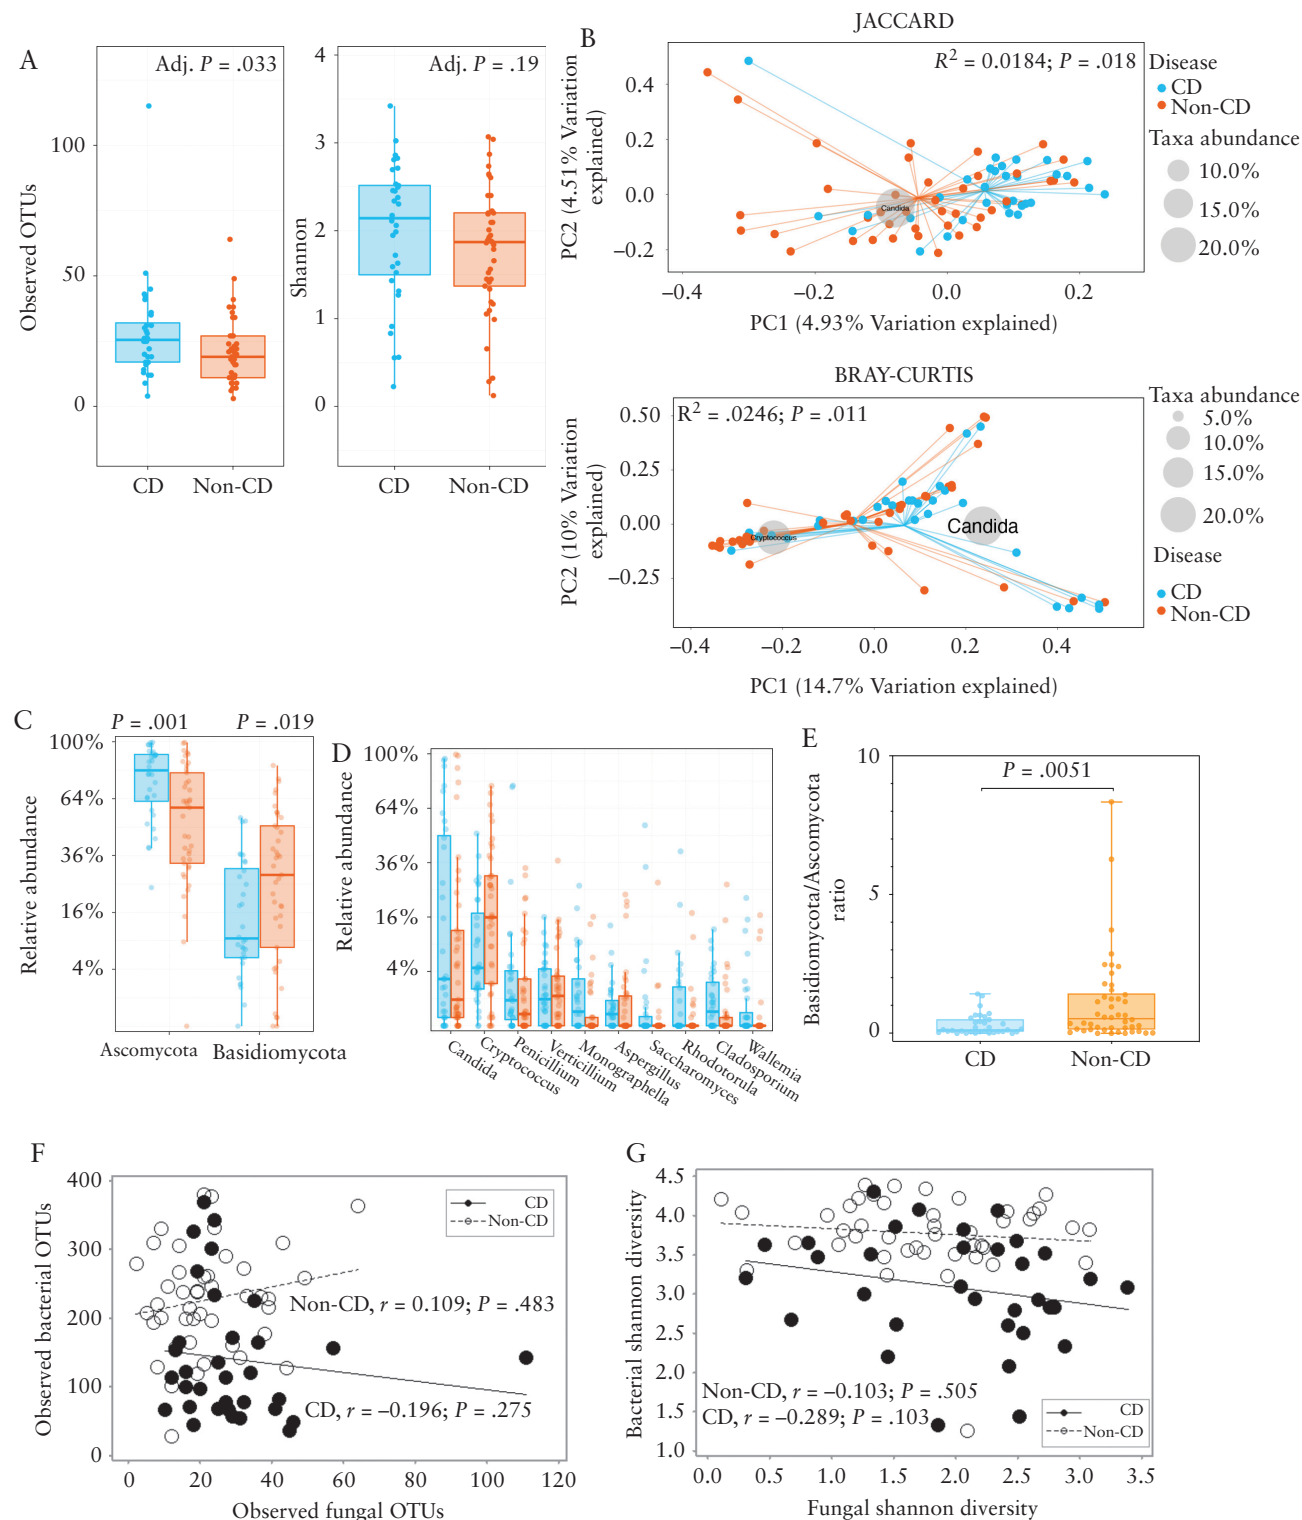 A
Adj. P = .033
Observed OTUs
100
50
0
CD
Non-CD
Adj. P = .19
Shannon
4
3
2
1
0
CD
Non-CD
B
JACCARD
R² = 0.0184; P = .018
PC2 (4.51% Variation
explained)
0.4
0.2
0.0
−0.2
Candida
−0.4
−0.2
0.0
0.2
PC1 (4.93% Variation explained)
Disease
CD
Non-CD
Taxa abundance
10.0%
15.0%
20.0%
BRAY-CURTIS
R² = .0246; P = .011
PC2 (10% Variation
explained)
0.50
0.25
0.00
−0.25
Cryptococcus
Candida
−0.4
−0.2
0.0
0.2
0.4
PC1 (14.7% Variation explained)
Taxa abundance
5.0%
10.0%
15.0%
20.0%
Disease
CD
Non-CD
C
P = .001
P = .019
Relative abundance
100%
64%
36%
16%
4%
Ascomycota
Basidiomycota
D
Relative abundance
100%
64%
36%
16%
4%
Candida
Cryptococcus
Penicillium
Verticillium
Monographella
Aspergillus
Saccharomyces
Rhodotorula
Cladosporium
Wallemia
E
P = .0051
Basidiomycota/Ascomycota
ratio
10
5
0
CD
Non-CD
F
Observed bacterial OTUs
400
300
200
100
0
CD
Non-CD
Non-CD, r = 0.109; P = .483
CD, r = −0.196; P = .275
0
20
40
60
80
100
120
Observed fungal OTUs
G
Bacterial shannon diversity
4.5
4.0
3.5
3.0
2.5
2.0
1.5
1.0
Non-CD, r = −0.103; P = .505
CD, r = −0.289; P = .103
CD
Non-CD
0.0
0.5
1.0
1.5
2.0
2.5
3.0
3.5
Fungal shannon diversity